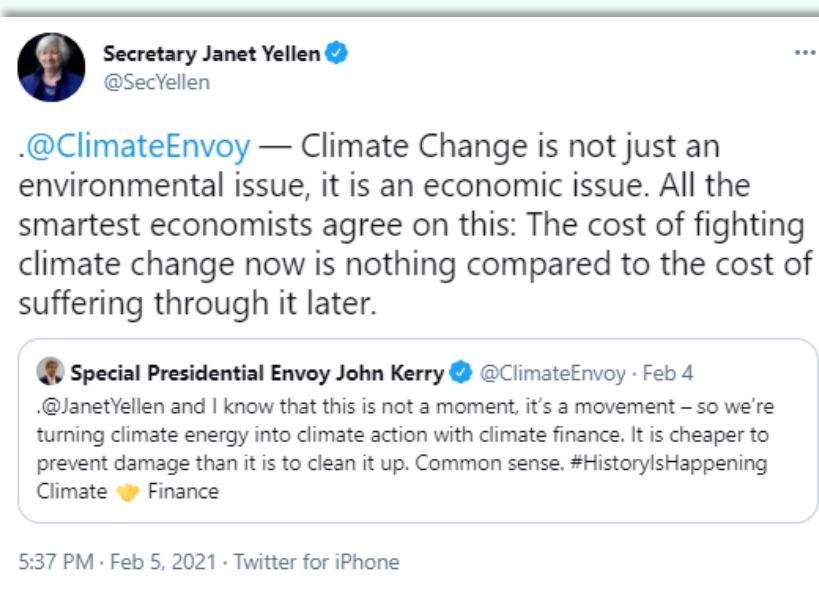 Secretary Janet Yellen
@SecYellen
.@ClimateEnvoy — Climate Change is not just an
environmental issue, it is an economic issue. All the
smartest economists agree on this: The cost of fighting
climate change now is nothing compared to the cost of
suffering through it later.
Special Presidential Envoy John Kerry @ClimateEnvoy · Feb 4
.@JanetYellen and I know that this is not a moment, it's a movement – so we're
turning climate energy into climate action with climate finance. It is cheaper to
prevent damage than it is to clean it up. Common sense. #HistoryIsHappening
Climate 🤝 Finance
5:37 PM · Feb 5, 2021 · Twitter for iPhone